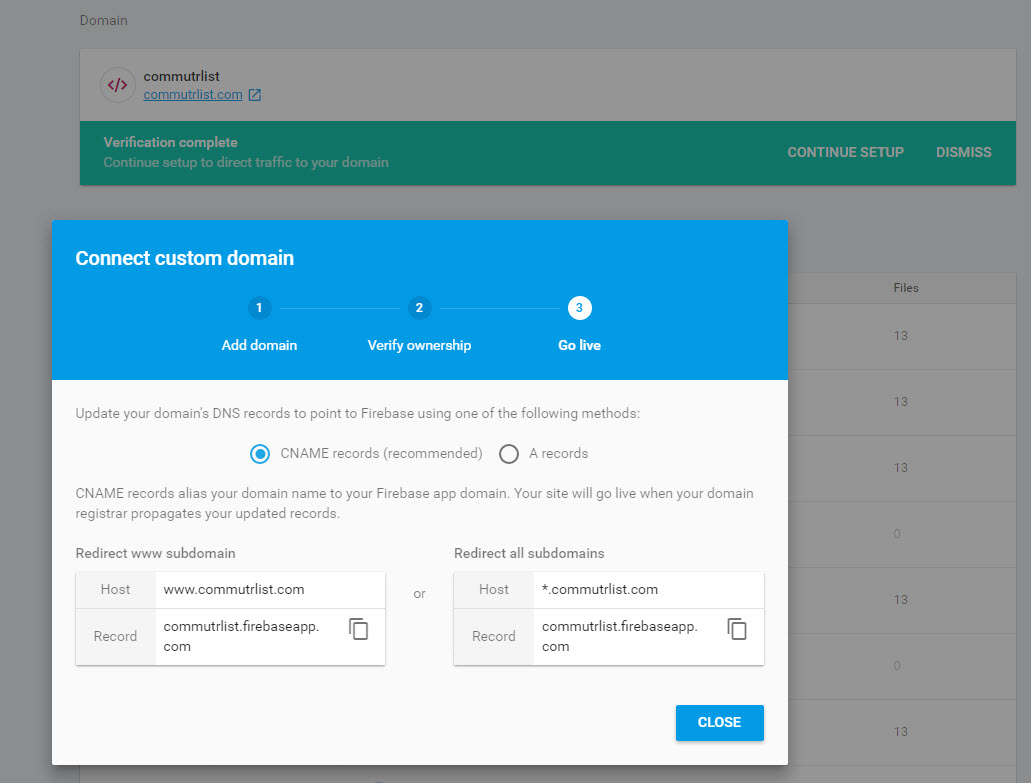 Domain
commutrlist
commutrlist.com
Verification complete
Continue setup to direct traffic to your domain
CONTINUE SETUP
DISMISS
Connect custom domain
1
2
3
Add domain
Verify ownership
Go live
Update your domain's DNS records to point to Firebase using one of the following methods:
CNAME records (recommended)
A records
CNAME records alias your domain name to your Firebase app domain. Your site will go live when your domain
registrar propagates your updated records.
Redirect www subdomain
Host
www.commutrlist.com
Record
commutrlist.firebaseapp.
com
or
Redirect all subdomains
Host
*.commutrlist.com
Record
commutrlist.firebaseapp.
com
CLOSE
Files
13
13
13
0
13
0
13